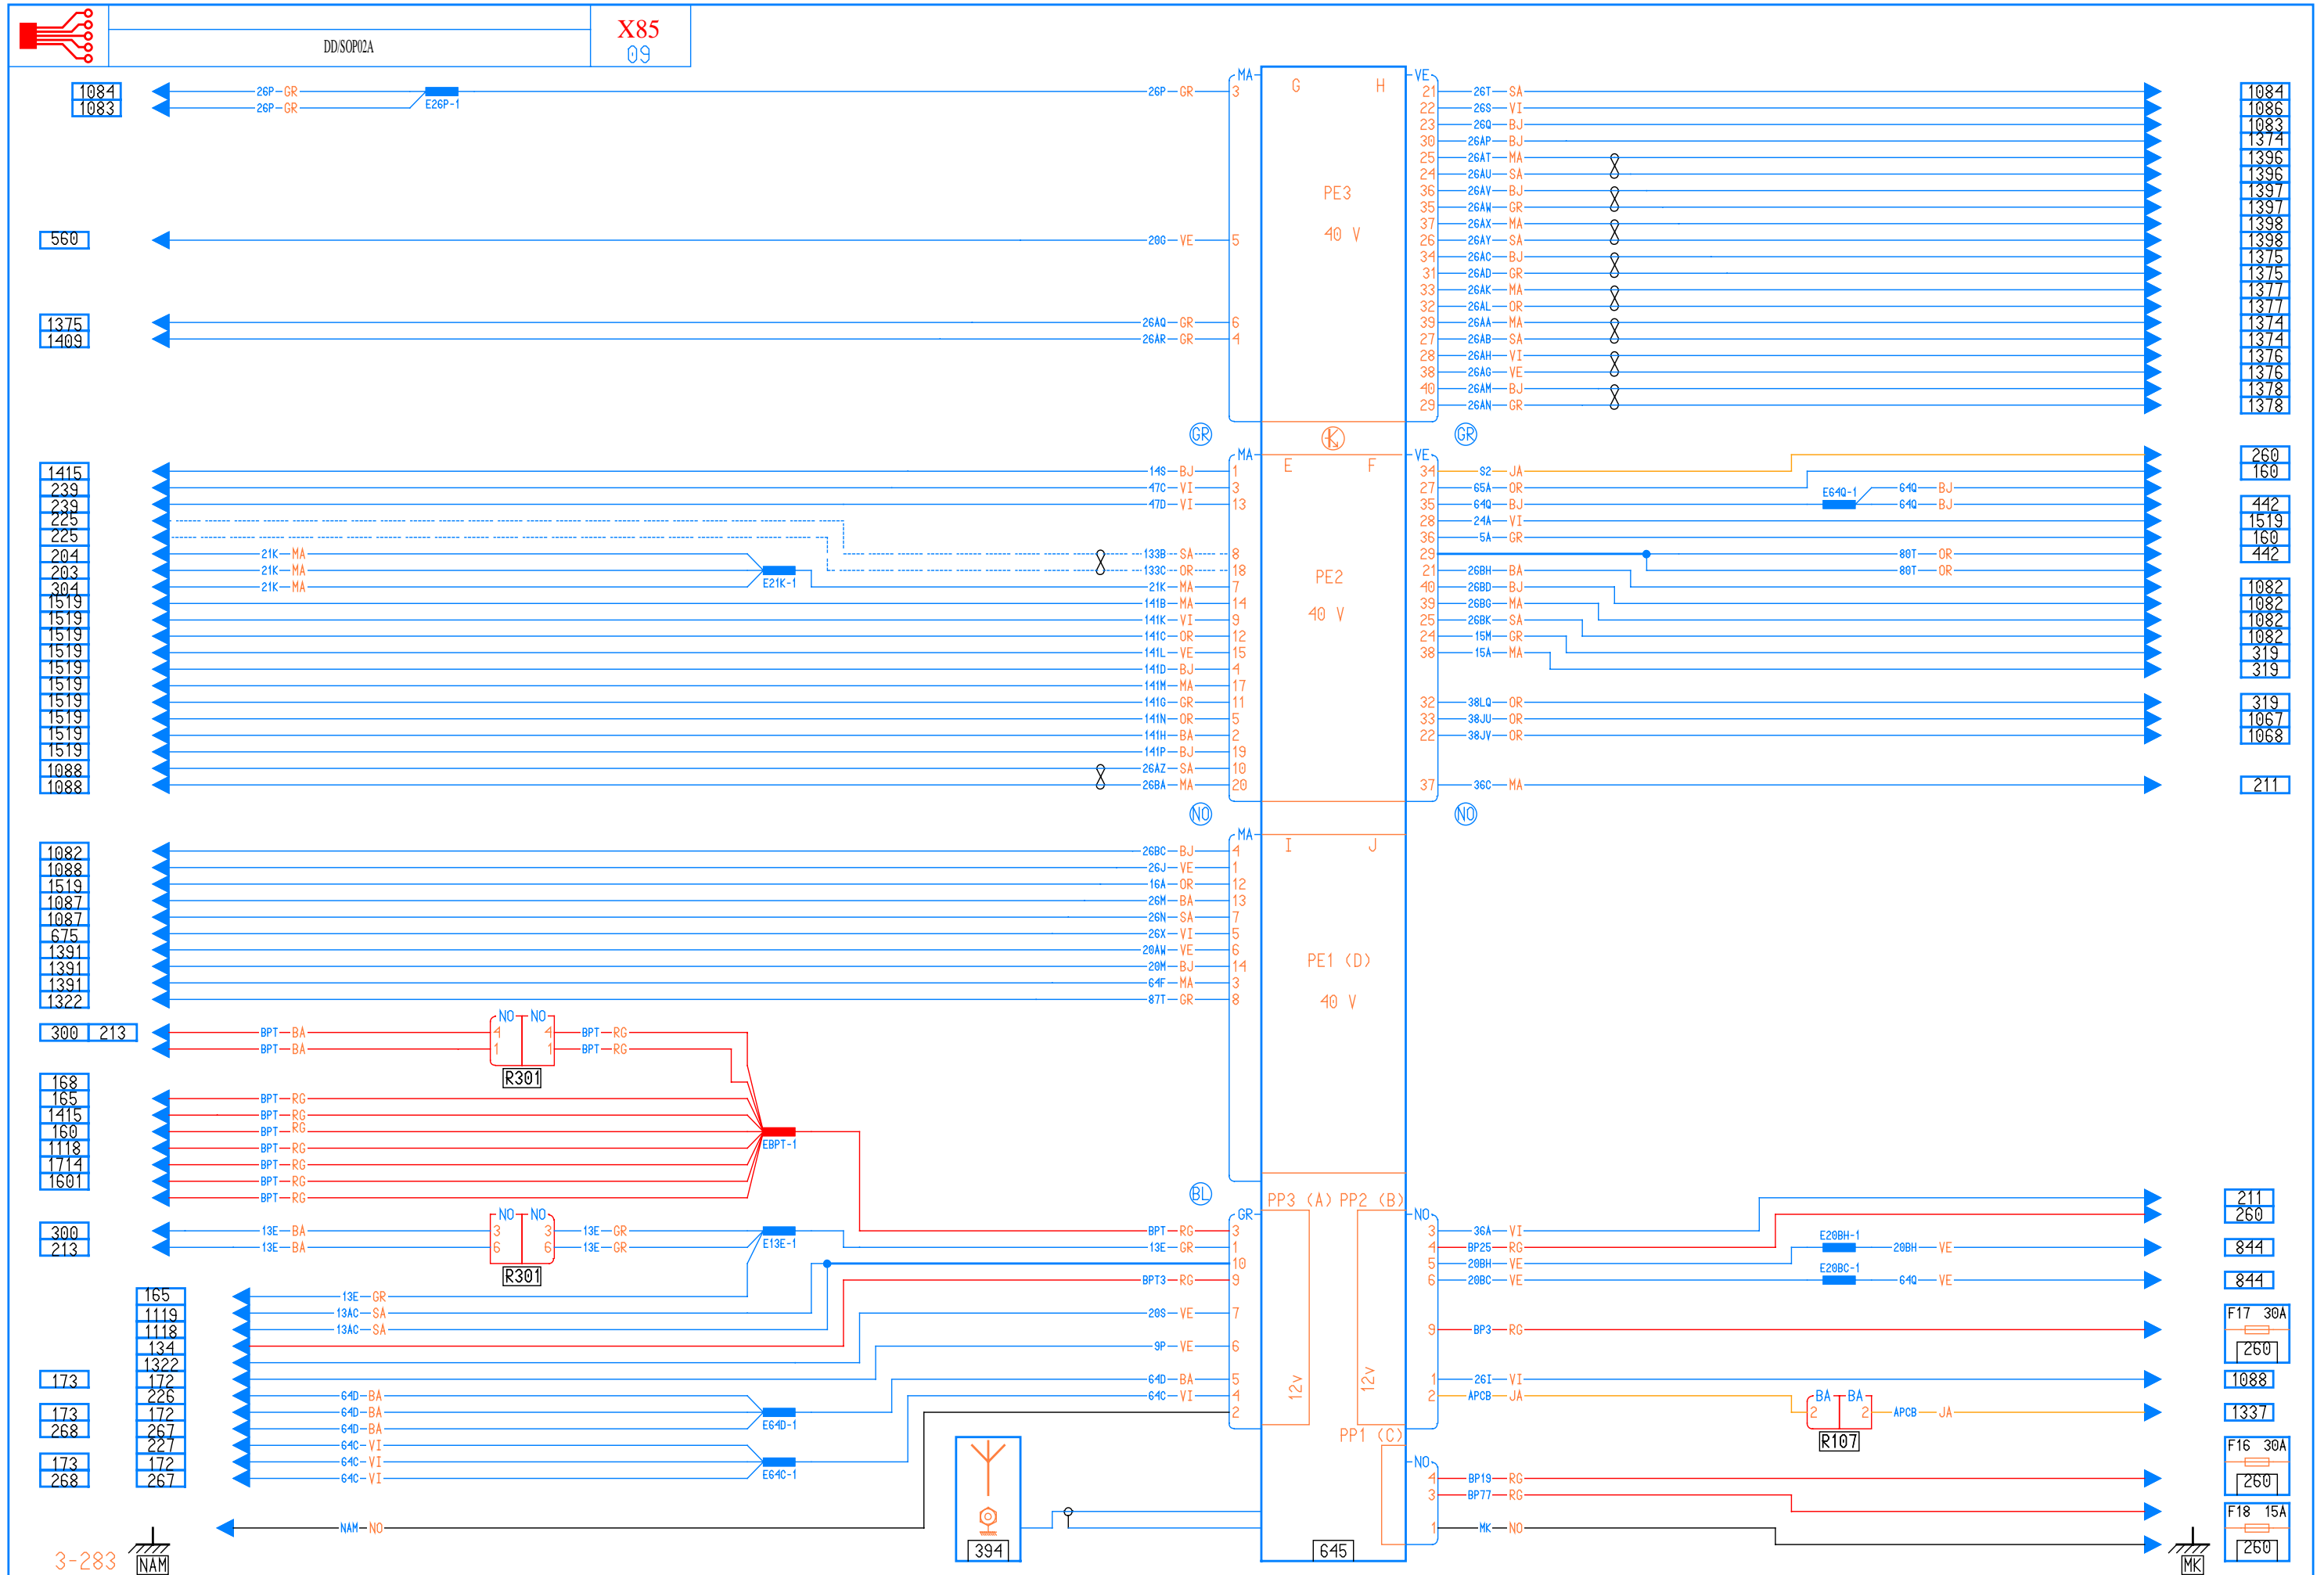 DD/SOP02A
X85
09
1084
1083
26P GR
26P GR
E26P-1
26P GR 3
MA
G H
VE
PE3
40 V
21 26T SA 1084
22 26S VI 1086
23 26Q BJ 1083
30 26AP BJ 1374
25 26AT MA 1396
24 26AU SA 1396
36 26AV BJ 1397
35 26AW GR 1397
37 26AX MA 1398
26 26AY SA 1398
34 26AC BJ 1375
31 26AD GR 1375
33 26AK MA 1377
32 26AL OR 1377
39 26AA MA 1374
27 26AB SA 1374
28 26AH VI 1376
38 26AG VE 1376
40 26AM BJ 1378
29 26AN GR 1378
560 20G VE 5
1375 26AQ GR 6
1409 26AR GR 4
GR K GR
MA E F VE
PE2
40 V
1415 14S BJ 1
239 47C VI 3
239 47D VI 13
225 133B SA 8
225 133C OR 18
204 21K MA
203 21K MA
304 21K MA
E21K-1
21K MA 7
1519 141B MA 14
1519 141K VI 9
1519 141C OR 12
1519 141L VE 15
1519 141D BJ 4
1519 141M MA 17
1519 141G GR 11
1519 141N OR 5
1519 141H BA 2
1519 141P BJ 19
1088 26AZ SA 10
1088 26BA MA 20
34 S2 JA
27 65A OR
35 64Q BJ
28 24A VI
36 5A GR
29
21 26BH BA
40 26BD BJ
39 26BG MA
25 26BK SA
24 15M GR
38 15A MA
32 38LQ OR
33 38JU OR
22 38JV OR
37 36C MA
E64Q-1
64Q BJ
64Q BJ
80T OR
80T OR
260
160
442
1519
160
442
1082
1082
1082
1082
319
319
319
1067
1068
211
NO NO
MA I J
PE1 (D)
40 V
1082 26BC BJ 4
1088 26J VE 1
1519 16A OR 12
1087 26M BA 13
1087 26N SA 7
675 26X VI 5
1391 20AW VE 6
1391 20M BJ 14
1391 64F MA 3
1322 87T GR 8
300 213
BPT BA 4 4 BPT RG
BPT BA 1 1 BPT RG
NO NO
R301
168
165
1415
160
1118
1714
1601
BPT RG
BPT RG
BPT RG
BPT RG
BPT RG
BPT RG
BPT RG
EBPT-1
BL
PP3 (A) PP2 (B)
GR
NO
12v
12v
300 13E BA 3 3 13E GR
213 13E BA 6 6 13E GR
NO NO
R301
E13E-1
BPT RG 3
13E GR 1
10
BPT3 RG 9
20S VE 7
9P VE 6
64D BA 5
64C VI 4
2
165 13E GR
1119 13AC SA
1118 13AC SA
134
1322
173 172
226 64D BA
173 172 64D BA
268 267 64D BA
E64D-1
227 64C VI
173 172 64C VI
268 267 64C VI
E64C-1
NAM NO
NAM
3 36A VI
4 BP25 RG
5 20BH VE
6 20BC VE
9 BP3 RG
1 26I VI
2 APCB JA
E20BH-1
20BH VE
E20BC-1
64Q VE
BA BA
2 2 APCB JA
R107
211
260
844
844
F17 30A
260
1088
1337
F16 30A
260
F18 15A
260
PP1 (C)
NO
4 BP19 RG
3 BP77 RG
1 MK NO
MK
394
645
3-283